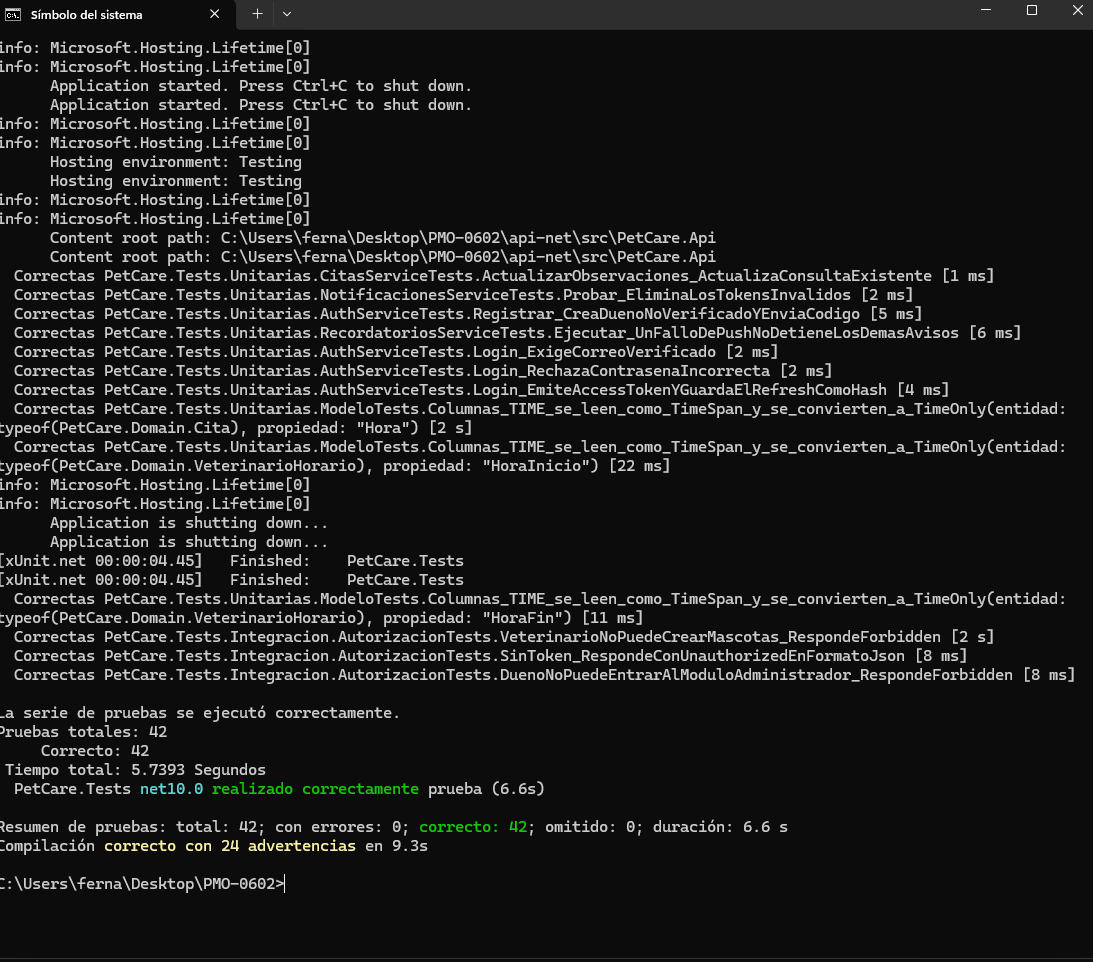 Símbolo del sistema
info: Microsoft.Hosting.Lifetime[0]
info: Microsoft.Hosting.Lifetime[0]
Application started. Press Ctrl+C to shut down.
Application started. Press Ctrl+C to shut down.
info: Microsoft.Hosting.Lifetime[0]
info: Microsoft.Hosting.Lifetime[0]
Hosting environment: Testing
Hosting environment: Testing
info: Microsoft.Hosting.Lifetime[0]
info: Microsoft.Hosting.Lifetime[0]
Content root path: C:\Users\ferna\Desktop\PMO-0602\api-net\src\PetCare.Api
Content root path: C:\Users\ferna\Desktop\PMO-0602\api-net\src\PetCare.Api
Correctas PetCare.Tests.Unitarias.CitasServiceTests.ActualizarObservaciones_ActualizaConsultaExistente [1 ms]
Correctas PetCare.Tests.Unitarias.NotificacionesServiceTests.Probar_EliminaLosTokensInvalidos [2 ms]
Correctas PetCare.Tests.Unitarias.AuthServiceTests.Registrar_CreaDuenoNoVerificadoYEnviaCodigo [5 ms]
Correctas PetCare.Tests.Unitarias.RecordatoriosServiceTests.Ejecutar_UnFalloDePushNoDetieneLosDemasAvisos [6 ms]
Correctas PetCare.Tests.Unitarias.AuthServiceTests.Login_ExigeCorreoVerificado [2 ms]
Correctas PetCare.Tests.Unitarias.AuthServiceTests.Login_RechazaContrasenaIncorrecta [2 ms]
Correctas PetCare.Tests.Unitarias.AuthServiceTests.Login_EmiteAccessTokenYGuardaElRefreshComoHash [4 ms]
Correctas PetCare.Tests.Unitarias.ModeloTests.Columnas_TIME_se_leen_como_TimeSpan_y_se_convierten_a_TimeOnly(entidad:
typeof(PetCare.Domain.Cita), propiedad: "Hora") [2 s]
Correctas PetCare.Tests.Unitarias.ModeloTests.Columnas_TIME_se_leen_como_TimeSpan_y_se_convierten_a_TimeOnly(entidad:
typeof(PetCare.Domain.VeterinarioHorario), propiedad: "HoraInicio") [22 ms]
info: Microsoft.Hosting.Lifetime[0]
info: Microsoft.Hosting.Lifetime[0]
Application is shutting down...
Application is shutting down...
[xUnit.net 00:00:04.45]   Finished:    PetCare.Tests
[xUnit.net 00:00:04.45]   Finished:    PetCare.Tests
Correctas PetCare.Tests.Unitarias.ModeloTests.Columnas_TIME_se_leen_como_TimeSpan_y_se_convierten_a_TimeOnly(entidad:
typeof(PetCare.Domain.VeterinarioHorario), propiedad: "HoraFin") [11 ms]
Correctas PetCare.Tests.Integracion.AutorizacionTests.VeterinarioNoPuedeCrearMascotas_RespondeForbidden [2 s]
Correctas PetCare.Tests.Integracion.AutorizacionTests.SinToken_RespondeConUnauthorizedEnFormatoJson [8 ms]
Correctas PetCare.Tests.Integracion.AutorizacionTests.DuenoNoPuedeEntrarAlModuloAdministrador_RespondeForbidden [8 ms]
La serie de pruebas se ejecutó correctamente.
Pruebas totales: 42
Correcto: 42
Tiempo total: 5.7393 Segundos
PetCare.Tests net10.0 realizado correctamente prueba (6.6s)
Resumen de pruebas: total: 42; con errores: 0; correcto: 42; omitido: 0; duración: 6.6 s
Compilación correcto con 24 advertencias en 9.3s
C:\Users\ferna\Desktop\PMO-0602>